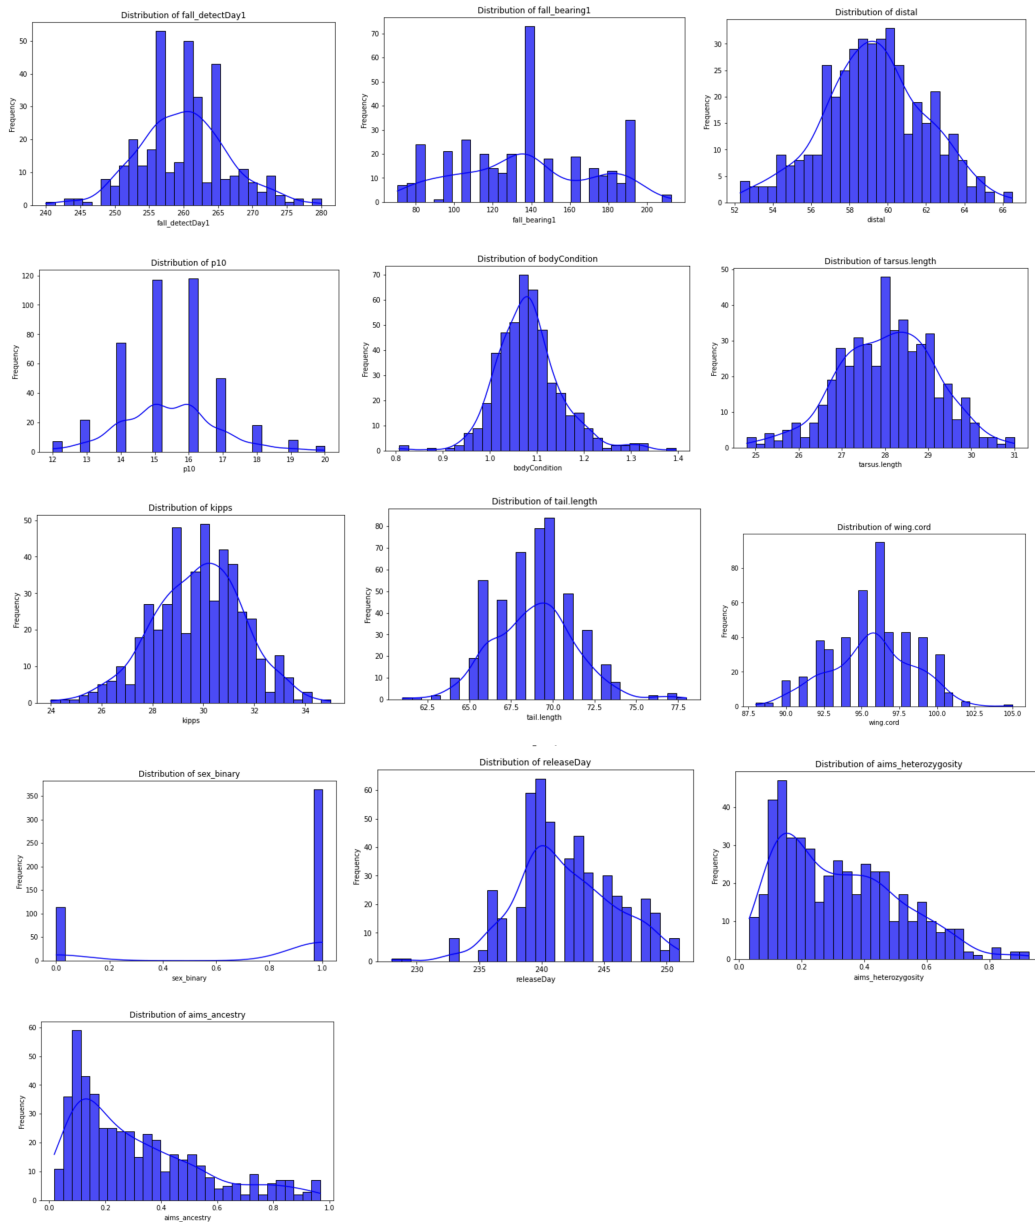 Distribution of fall_detectDay1
Frequency
50
40
30
20
10
0
240 245 250 255 260 265 270 275 280
fall_detectDay1
Distribution of fall_bearing1
Frequency
70
60
50
40
30
20
10
0
80 100 120 140 160 180 200
fall_bearing1
Distribution of distal
Frequency
30
25
20
15
10
5
0
52 54 56 58 60 62 64 66
distal
Distribution of p10
Frequency
120
100
80
60
40
20
0
12 13 14 15 16 17 18 19 20
p10
Distribution of bodyCondition
Frequency
70
60
50
40
30
20
10
0
0.8 0.9 1.0 1.1 1.2 1.3 1.4
bodyCondition
Distribution of tarsus.length
Frequency
50
40
30
20
10
0
25 26 27 28 29 30 31
tarsus.length
Distribution of kipps
Frequency
50
40
30
20
10
0
24 26 28 30 32 34
kipps
Distribution of tail.length
Frequency
80
70
60
50
40
30
20
10
0
62.5 65.0 67.5 70.0 72.5 75.0 77.5
tail.length
Distribution of wing.cord
Frequency
80
60
40
20
0
87.5 90.0 92.5 95.0 97.5 100.0 102.5 105.0
wing.cord
Distribution of sex_binary
Frequency
350
300
250
200
150
100
50
0
0.0 0.2 0.4 0.6 0.8 1.0
sex_binary
Distribution of releaseDay
Frequency
60
50
40
30
20
10
0
230 235 240 245 250
releaseDay
Distribution of aims_heterozygosity
Frequency
40
30
20
10
0
0.0 0.2 0.4 0.6 0.8
aims_heterozygosity
Distribution of aims_ancestry
Frequency
60
50
40
30
20
10
0
0.0 0.2 0.4 0.6 0.8 1.0
aims_ancestry